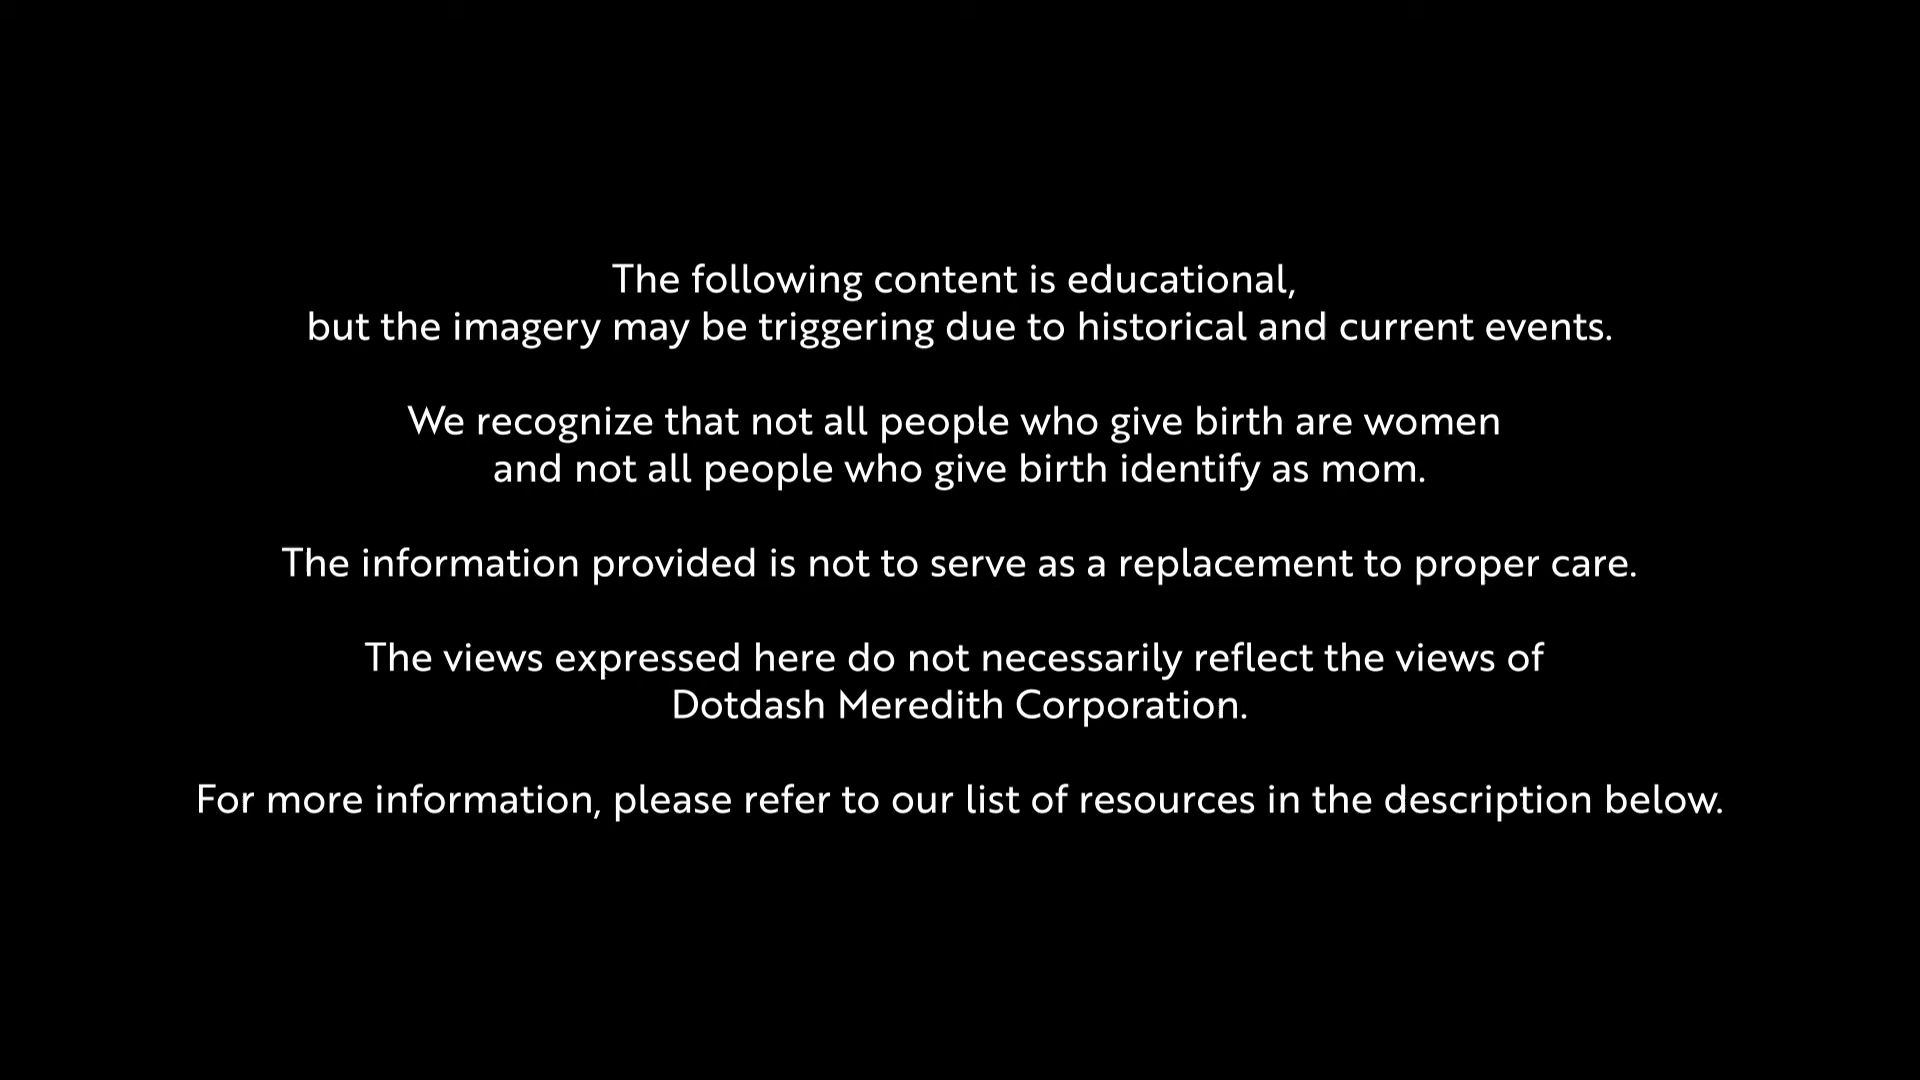 The following content is educational,
but the imagery may be triggering due to historical and current events.
We recognize that not all people who give birth are women
and not all people who give birth identify as mom.
The information provided is not to serve as a replacement to proper care.
The views expressed here do not necessarily reflect the views of
Dotdash Meredith Corporation.
For more information, please refer to our list of resources in the description below.